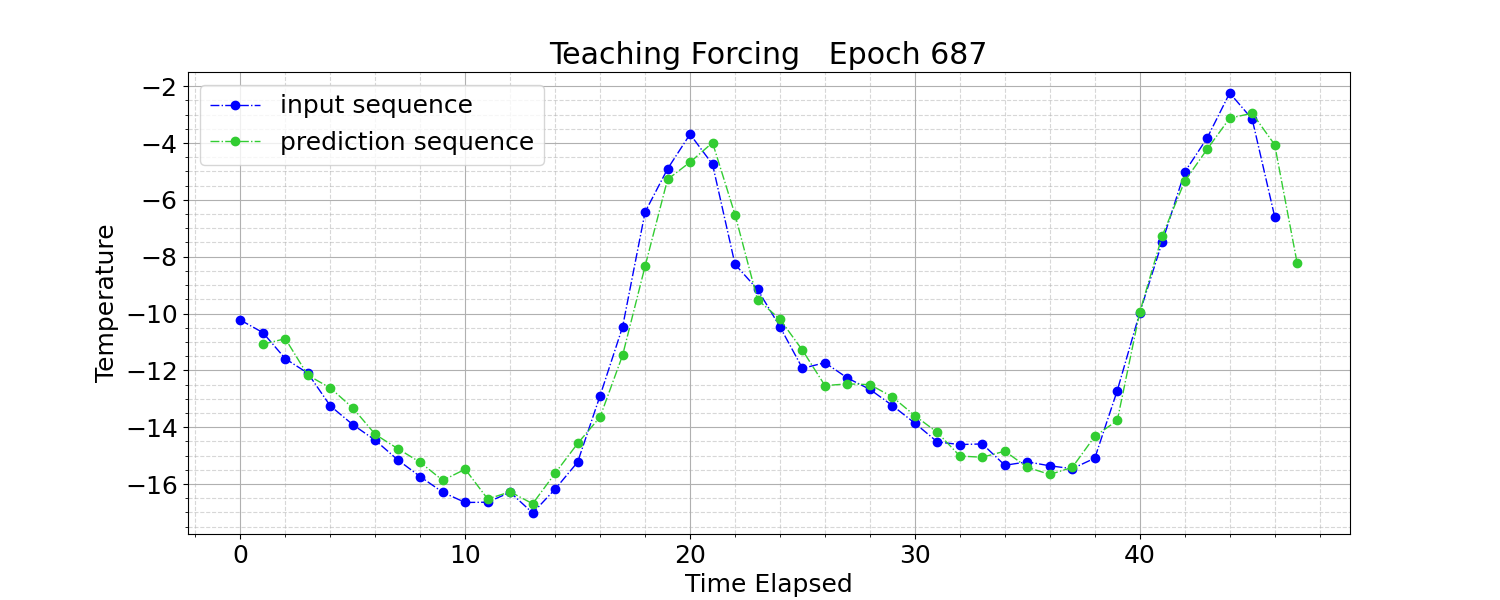 Teaching Forcing   Epoch 687
input sequence
prediction sequence
Temperature
−2
−4
−6
−8
−10
−12
−14
−16
0 10 20 30 40
Time Elapsed